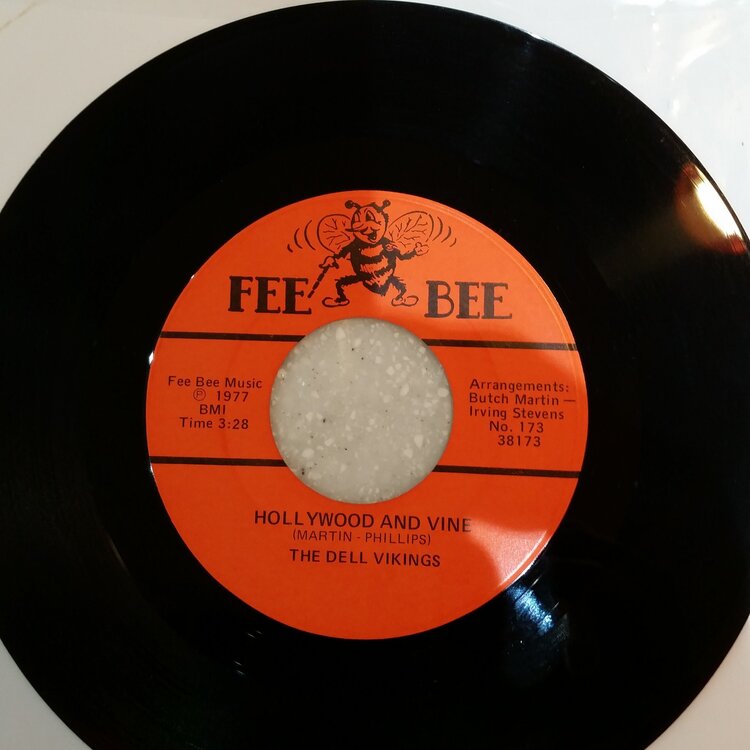 FEE BEE
Fee Bee Music
℗ 1977
BMI
Time 3:28
Arrangements:
Butch Martin —
Irving Stevens
No. 173
38173
HOLLYWOOD AND VINE
(MARTIN - PHILLIPS)
THE DELL VIKINGS